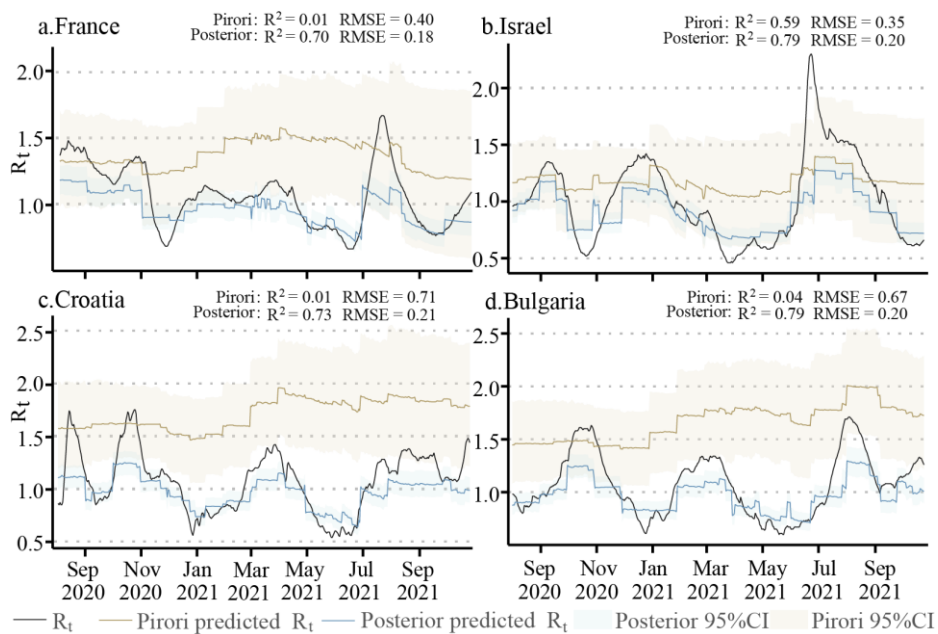 a.France
Pirori: R² = 0.01 RMSE = 0.40
Posterior: R² = 0.70 RMSE = 0.18
b.Israel
Pirori: R² = 0.59 RMSE = 0.35
Posterior: R² = 0.79 RMSE = 0.20
2.0
1.5
1.0
Rₜ
2.0
1.5
1.0
0.5
c.Croatia
Pirori: R² = 0.01 RMSE = 0.71
Posterior: R² = 0.73 RMSE = 0.21
d.Bulgaria
Pirori: R² = 0.04 RMSE = 0.67
Posterior: R² = 0.79 RMSE = 0.20
2.5
2.0
1.5
1.0
0.5
Rₜ
2.5
2.0
1.5
1.0
Sep Nov Jan Mar May Jul Sep
2020 2020 2021 2021 2021 2021 2021
Sep Nov Jan Mar May Jul Sep
2020 2020 2021 2021 2021 2021 2021
Rₜ Pirori predicted Rₜ Posterior predicted Rₜ Posterior 95%CI Pirori 95%CI